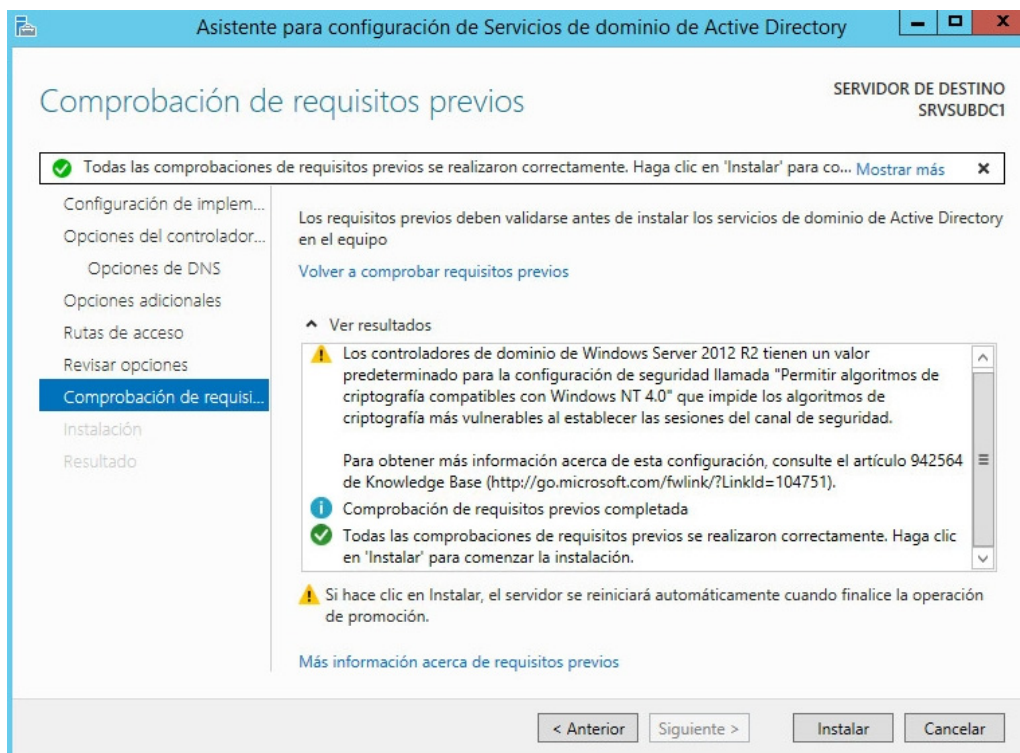 Asistente para configuración de Servicios de dominio de Active Directory
Comprobación de requisitos previos
SERVIDOR DE DESTINO
SRVSUBDC1
Todas las comprobaciones de requisitos previos se realizaron correctamente. Haga clic en 'Instalar' para co... Mostrar más
Configuración de implem...
Opciones del controlador...
Opciones de DNS
Opciones adicionales
Rutas de acceso
Revisar opciones
Comprobación de requisi...
Instalación
Resultado
Los requisitos previos deben validarse antes de instalar los servicios de dominio de Active Directory
en el equipo
Volver a comprobar requisitos previos
Ver resultados
Los controladores de dominio de Windows Server 2012 R2 tienen un valor
predeterminado para la configuración de seguridad llamada "Permitir algoritmos de
criptografía compatibles con Windows NT 4.0" que impide los algoritmos de
criptografía más vulnerables al establecer las sesiones del canal de seguridad.
Para obtener más información acerca de esta configuración, consulte el artículo 942564
de Knowledge Base (http://go.microsoft.com/fwlink/?LinkId=104751).
Comprobación de requisitos previos completada
Todas las comprobaciones de requisitos previos se realizaron correctamente. Haga clic
en 'Instalar' para comenzar la instalación.
Si hace clic en Instalar, el servidor se reiniciará automáticamente cuando finalice la operación
de promoción.
Más información acerca de requisitos previos
< Anterior
Siguiente >
Instalar
Cancelar